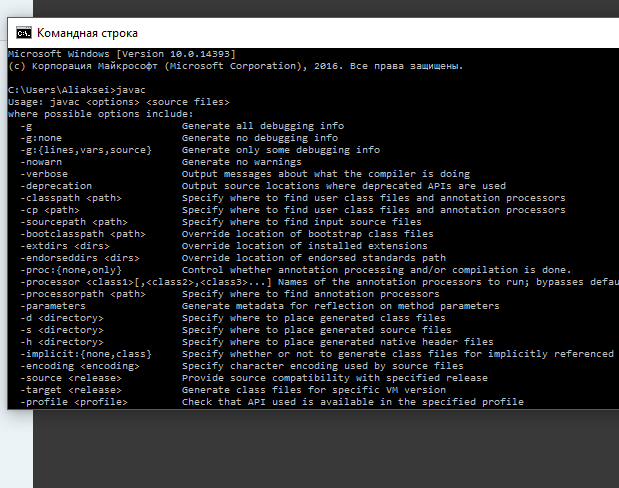 Командная строка
Microsoft Windows [Version 10.0.14393]
(c) Корпорация Майкрософт (Microsoft Corporation), 2016. Все права защищены.
C:\Users\Aliaksei>javac
Usage: javac <options> <source files>
where possible options include:
-g Generate all debugging info
-g:none Generate no debugging info
-g:{lines,vars,source} Generate only some debugging info
-nowarn Generate no warnings
-verbose Output messages about what the compiler is doing
-deprecation Output source locations where deprecated APIs are used
-classpath <path> Specify where to find user class files and annotation processors
-cp <path> Specify where to find user class files and annotation processors
-sourcepath <path> Specify where to find input source files
-bootclasspath <path> Override location of bootstrap class files
-extdirs <dirs> Override location of installed extensions
-endorseddirs <dirs> Override location of endorsed standards path
-proc:{none,only} Control whether annotation processing and/or compilation is done.
-processor <class1>[,<class2>,<class3>...] Names of the annotation processors to run; bypasses defau
-processorpath <path> Specify where to find annotation processors
-parameters Generate metadata for reflection on method parameters
-d <directory> Specify where to place generated class files
-s <directory> Specify where to place generated source files
-h <directory> Specify where to place generated native header files
-implicit:{none,class} Specify whether or not to generate class files for implicitly referenced
-encoding <encoding> Specify character encoding used by source files
-source <release> Provide source compatibility with specified release
-target <release> Generate class files for specific VM version
-profile <profile> Check that API used is available in the specified profile